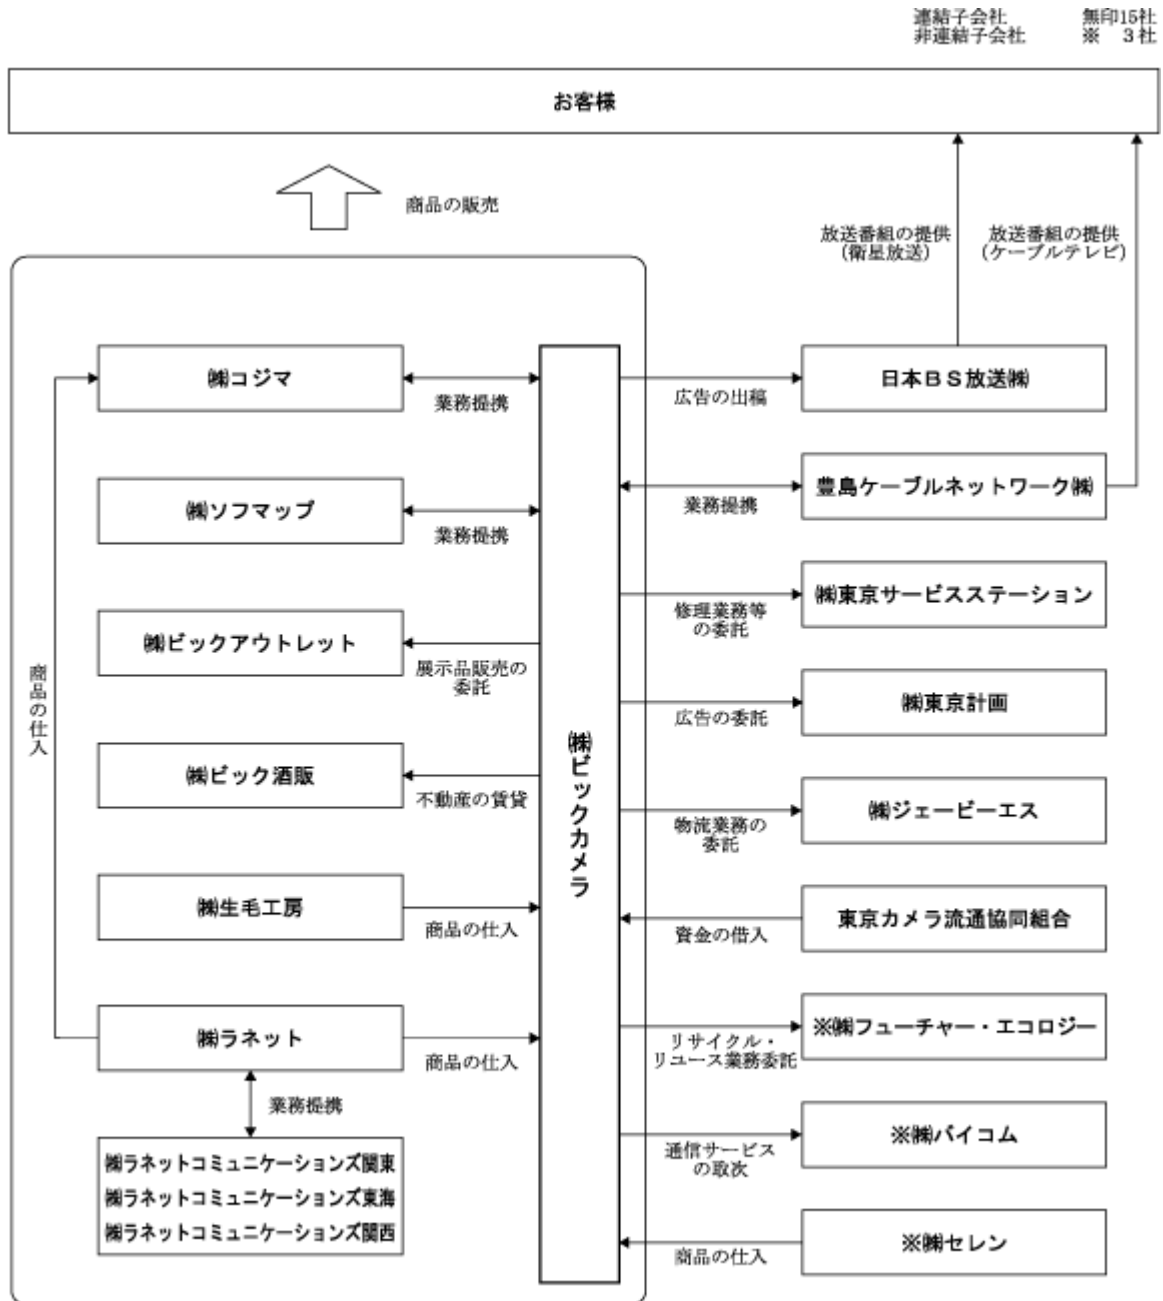 連結子会社 無印15社
非連結子会社 ※ 3社
お客様
商品の販売
放送番組の提供
(衛星放送)
放送番組の提供
(ケーブルテレビ)
㈱コジマ
業務提携
㈱ソフマップ
業務提携
㈱ビックアウトレット
展示品販売の
委託
㈱ビック酒販
不動産の賃貸
㈱生毛工房
商品の仕入
㈱ラネット
商品の仕入
商品の仕入
業務提携
㈱ラネットコミュニケーションズ関東
㈱ラネットコミュニケーションズ東海
㈱ラネットコミュニケーションズ関西
㈱ビックカメラ
広告の出稿
日本BS放送㈱
業務提携
豊島ケーブルネットワーク㈱
修理業務等
の委託
㈱東京サービスステーション
広告の委託
㈱東京計画
物流業務の
委託
㈱ジェービーエス
資金の借入
東京カメラ流通協同組合
リサイクル・
リユース業務委託
※㈱フューチャー・エコロジー
通信サービス
の取次
※㈱バイコム
商品の仕入
※㈱セレン